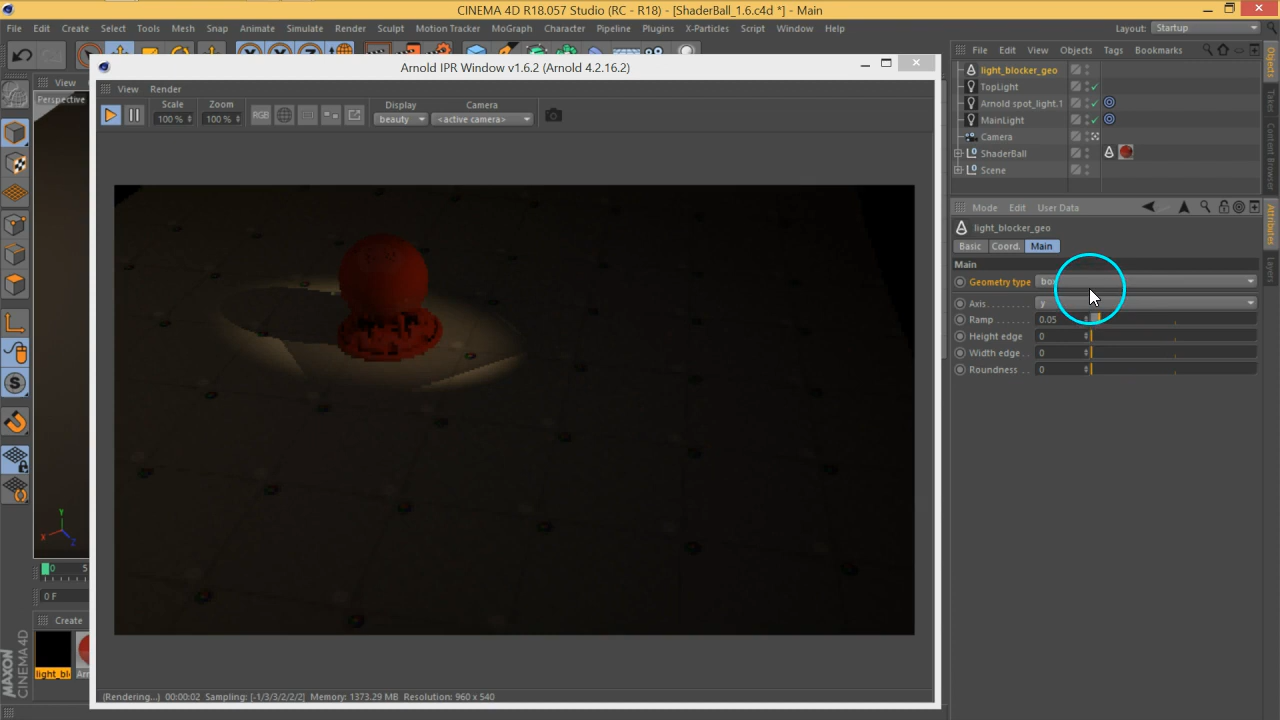 CINEMA 4D R18.057 Studio (RC - R18) - [ShaderBall_1.6.c4d *] - Main
File Edit Create Select Tools Mesh Snap Animate Simulate Render Sculpt Motion Tracker MoGraph Character Pipeline Plugins X-Particles Script Window Help Layout: Startup
View
Perspective
Arnold IPR Window v1.6.2 (Arnold 4.2.16.2)
View Render
Scale Zoom Display Camera
100 % 100 % RGB beauty <active camera>
(Rendering...) 00:00:02 Sampling: [-1/3/3/2/2/2] Memory: 1373.29 MB Resolution: 960 x 540
File Edit View Objects Tags Bookmarks
light_blocker_geo
TopLight
Arnold spot_light.1
MainLight
Camera
ShaderBall
Scene
Mode Edit User Data
light_blocker_geo
Basic Coord. Main
Main
Geometry type box
Axis y
Ramp 0.05
Height edge 0
Width edge 0
Roundness 0
Objects
Takes
Content Browser
Attributes
Layers
Y
X
Z
0 5
0 F
Create
light_bl Arn
MAXON
CINEMA 4D